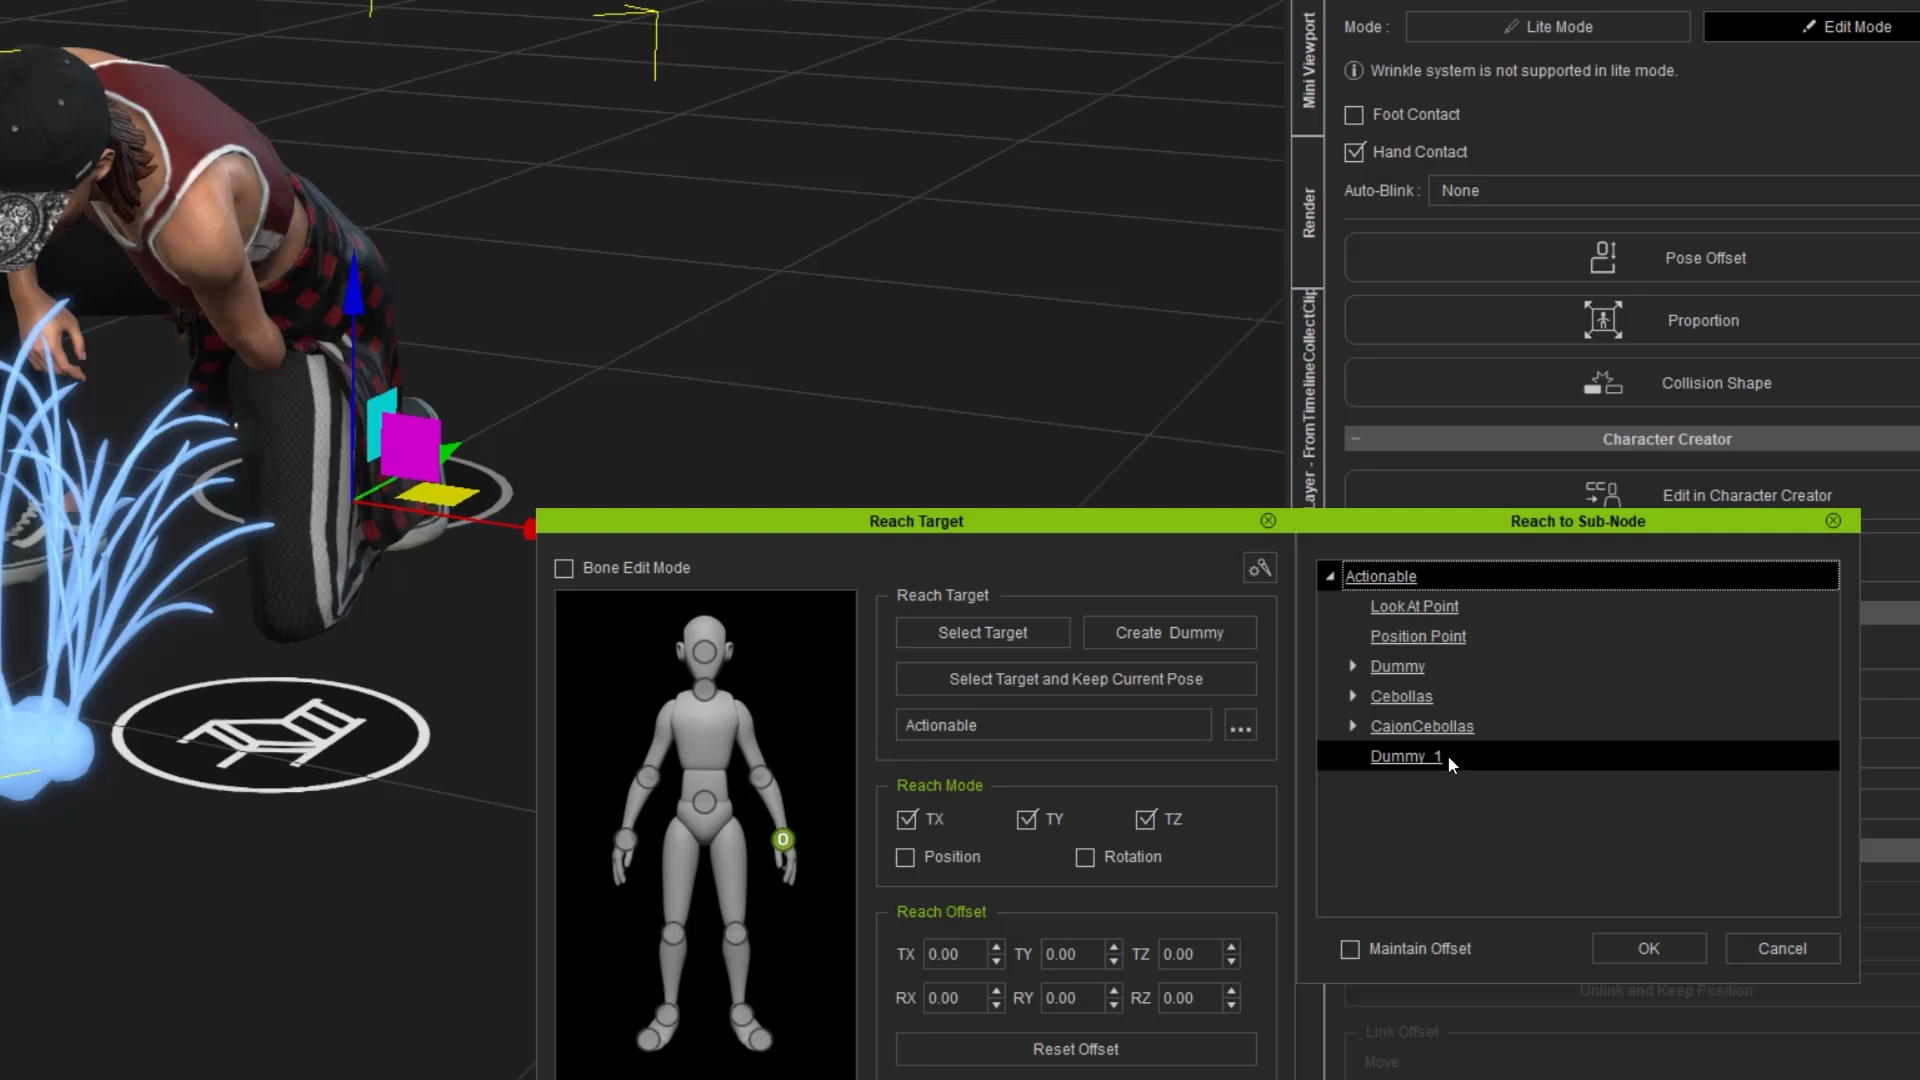 Mini Viewport
Render
Layer - FromTimelineCollectClip
Mode :
Lite Mode
Edit Mode
Wrinkle system is not supported in lite mode.
Foot Contact
Hand Contact
Auto-Blink :
None
Pose Offset
Proportion
Collision Shape
Character Creator
Edit in Character Creator
Reach Target
Bone Edit Mode
Reach Target
Select Target
Create Dummy
Select Target and Keep Current Pose
Actionable
...
Reach Mode
TX
TY
TZ
Position
Rotation
Reach Offset
TX 0.00
TY 0.00
TZ 0.00
RX 0.00
RY 0.00
RZ 0.00
Reset Offset
Reach to Sub-Node
Actionable
Look At Point
Position Point
Dummy
Cebollas
CajonCebollas
Dummy_1
Maintain Offset
OK
Cancel
Unlink and Keep Position
Link Offset
Move :